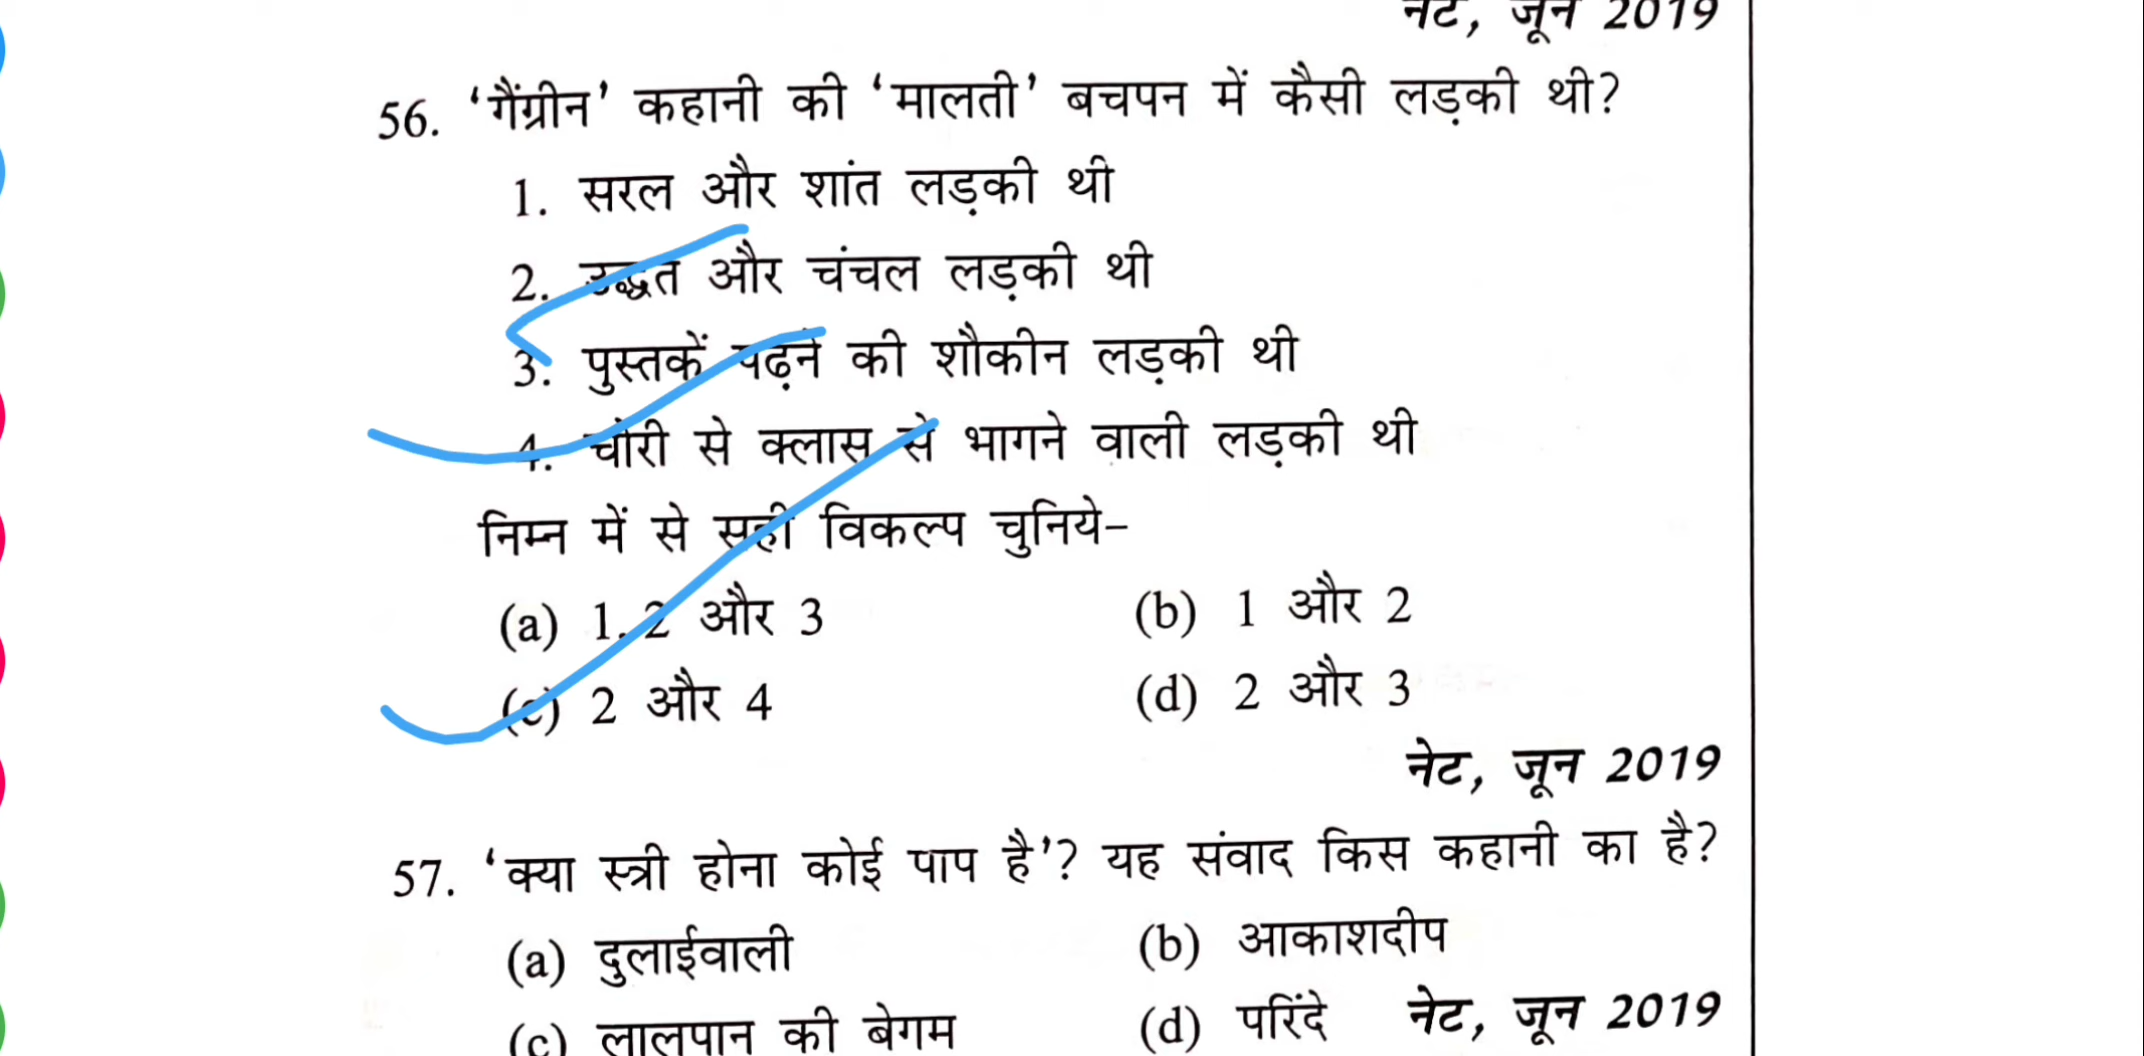 नेट, जून 2019
56. ‘गैंग्रीन’ कहानी की ‘मालती’ बचपन में कैसी लड़की थी?
1. सरल और शांत लड़की थी
2. उद्धत और चंचल लड़की थी
3. पुस्तकें पढ़ने की शौकीन लड़की थी
4. चोरी से क्लास से भागने वाली लड़की थी
निम्न में से सही विकल्प चुनिये–
(a) 1, 2 और 3 (b) 1 और 2
(c) 2 और 4 (d) 2 और 3
नेट, जून 2019
57. ‘क्या स्त्री होना कोई पाप है’? यह संवाद किस कहानी का है?
(a) दुलाईवाली (b) आकाशदीप
(c) लालपान की बेगम (d) परिंदे नेट, जून 2019